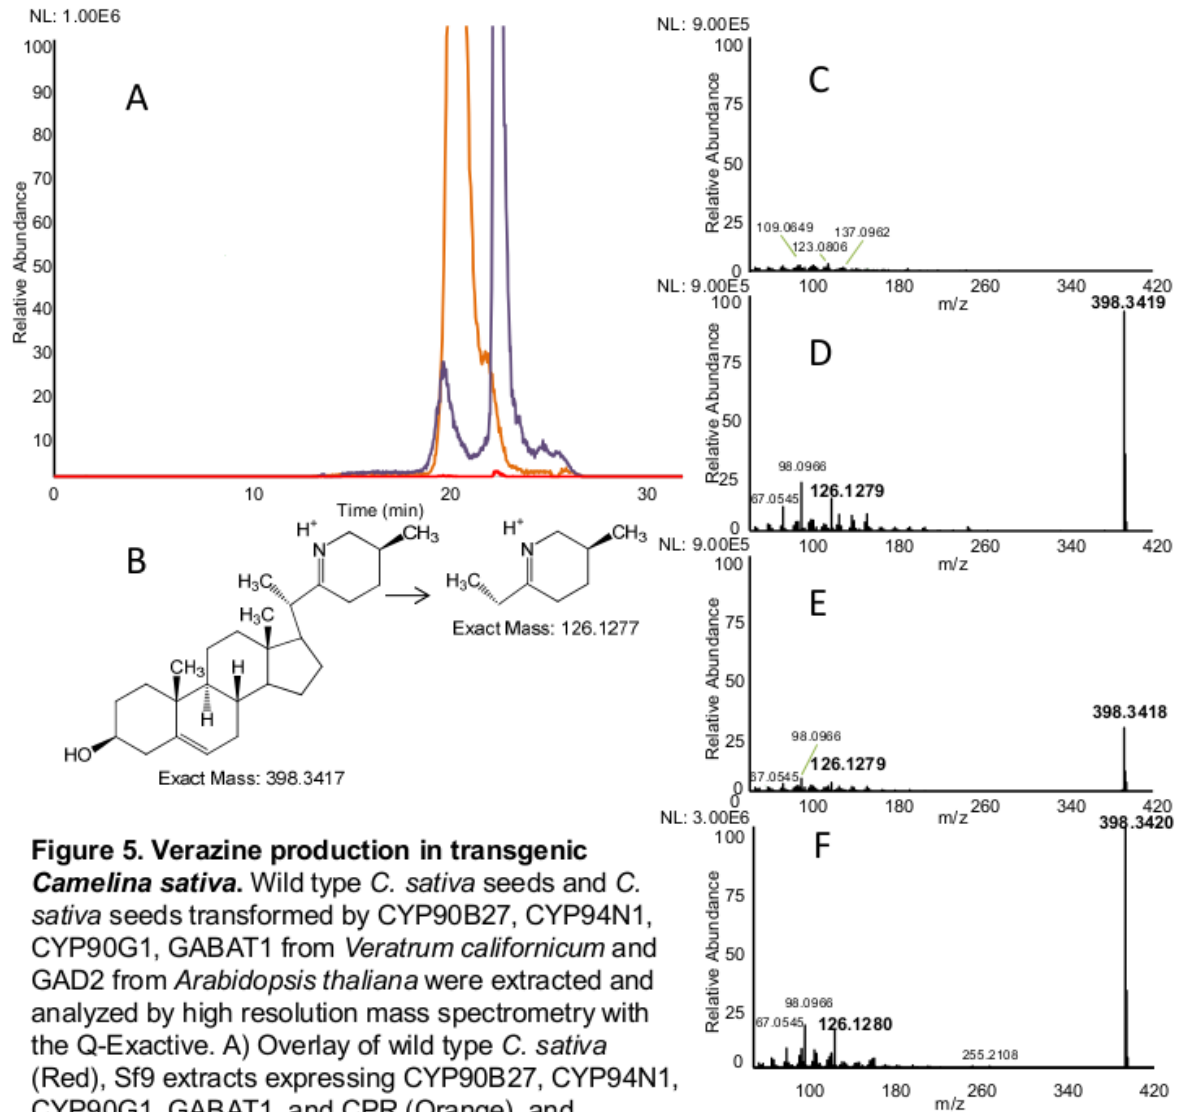 NL: 1.00E6
A
100
90
80
70
60
50
40
30
20
10
Relative Abundance
0
10
20
30
Time (min)
B
H+
N
CH3
H3C
H3C
CH3
H
H
HO
Exact Mass: 398.3417
H+
N
CH3
H3C
Exact Mass: 126.1277
Figure 5. Verazine production in transgenic
Camelina sativa. Wild type C. sativa seeds and C.
sativa seeds transformed by CYP90B27, CYP94N1,
CYP90G1, GABAT1 from Veratrum californicum and
GAD2 from Arabidopsis thaliana were extracted and
analyzed by high resolution mass spectrometry with
the Q-Exactive. A) Overlay of wild type C. sativa
(Red), Sf9 extracts expressing CYP90B27, CYP94N1,
CYP90G1, GABAT1, and CPR (Orange), and
NL: 9.00E5
C
100
75
50
25
0
Relative Abundance
109.0649
123.0806
137.0962
100
180
260
340
420
m/z
NL: 9.00E5
D
100
75
50
25
0
Relative Abundance
67.0545
98.0966
126.1279
398.3419
100
180
260
340
420
m/z
NL: 9.00E5
E
100
75
50
25
0
0
Relative Abundance
67.0545
98.0966
126.1279
398.3418
100
180
260
340
420
m/z
NL: 3.00E6
F
100
75
50
25
0
Relative Abundance
67.0545
98.0966
126.1280
255.2108
398.3420
100
180
260
340
420
m/z